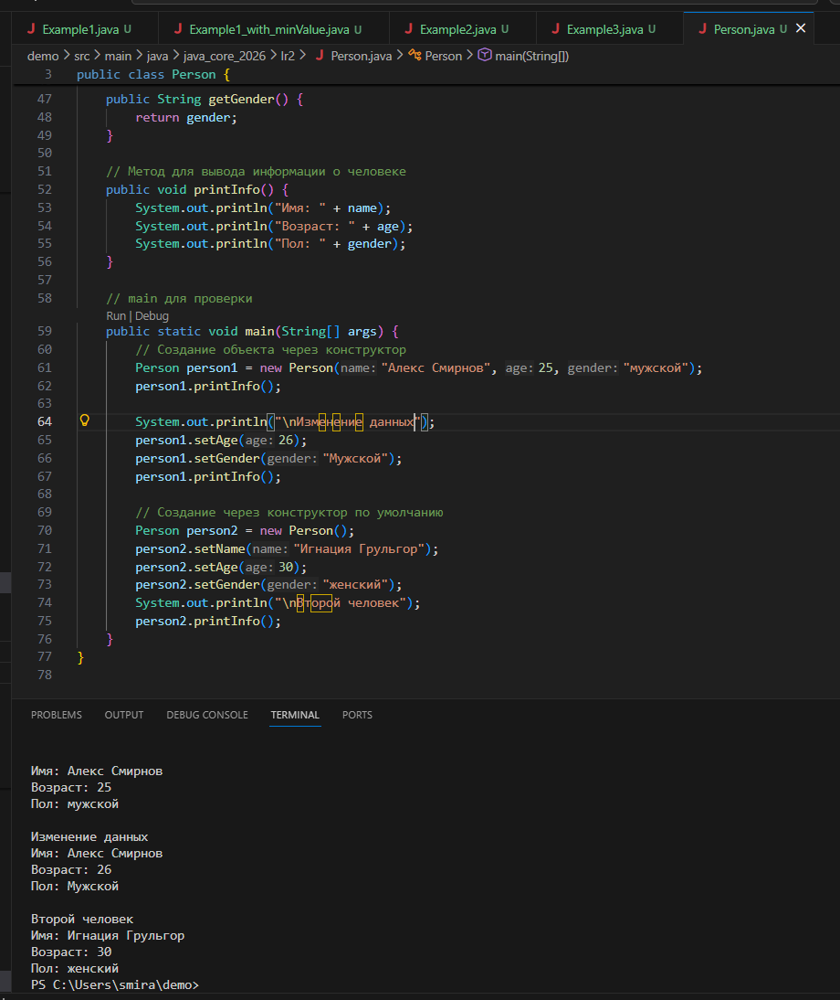 Example1.java U Example1_with_minValue.java U Example2.java U Example3.java U Person.java U
demo > src > main > java > java_core_2026 > lr2 > Person.java > Person > main(String[])
3 public class Person {
47 public String getGender() {
48 return gender;
49 }
50
51 // Метод для вывода информации о человеке
52 public void printInfo() {
53 System.out.println("Имя: " + name);
54 System.out.println("Возраст: " + age);
55 System.out.println("Пол: " + gender);
56 }
57
58 // main для проверки
Run | Debug
59 public static void main(String[] args) {
60 // Создание объекта через конструктор
61 Person person1 = new Person(name: "Алекс Смирнов", age: 25, gender: "мужской");
62 person1.printInfo();
63
64 System.out.println("\nИзменение данных");
65 person1.setAge(age: 26);
66 person1.setGender(gender: "Мужской");
67 person1.printInfo();
68
69 // Создание через конструктор по умолчанию
70 Person person2 = new Person();
71 person2.setName(name: "Игнация Грульгор");
72 person2.setAge(age: 30);
73 person2.setGender(gender: "женский");
74 System.out.println("\nВторой человек");
75 person2.printInfo();
76 }
77 }
78
PROBLEMS OUTPUT DEBUG CONSOLE TERMINAL PORTS
Имя: Алекс Смирнов
Возраст: 25
Пол: мужской
Изменение данных
Имя: Алекс Смирнов
Возраст: 26
Пол: Мужской
Второй человек
Имя: Игнация Грульгор
Возраст: 30
Пол: женский
PS C:\Users\smira\demo>